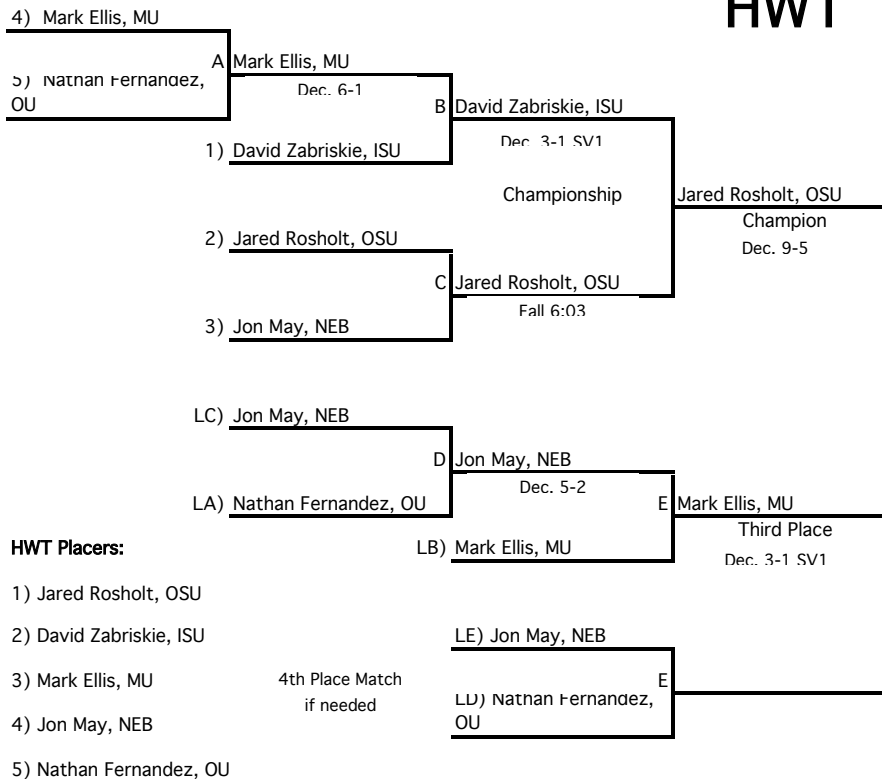 HWT
4) Mark Ellis, MU
A Mark Ellis, MU
5) Nathan Fernandez,
OU
Dec. 6-1
B David Zabriskie, ISU
Dec. 3-1 SV1
1) David Zabriskie, ISU
Championship
Jared Rosholt, OSU
Champion
Dec. 9-5
2) Jared Rosholt, OSU
C Jared Rosholt, OSU
Fall 6:03
3) Jon May, NEB
LC) Jon May, NEB
D Jon May, NEB
Dec. 5-2
LA) Nathan Fernandez, OU
E Mark Ellis, MU
Third Place
Dec. 3-1 SV1
LB) Mark Ellis, MU
HWT Placers:
1) Jared Rosholt, OSU
2) David Zabriskie, ISU
3) Mark Ellis, MU
4) Jon May, NEB
5) Nathan Fernandez, OU
4th Place Match
if needed
LE) Jon May, NEB
E
LD) Nathan Fernandez,
OU